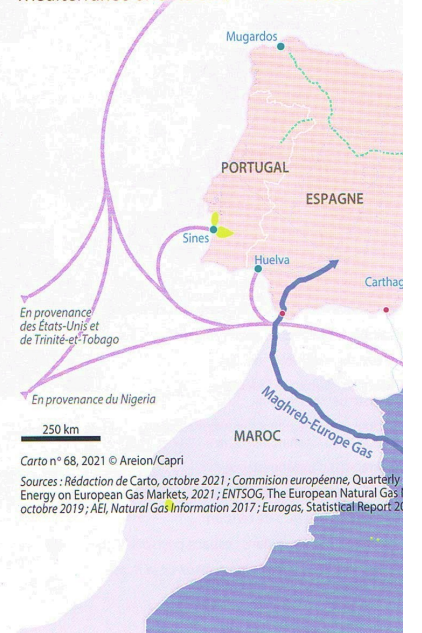 Mugardos
PORTUGAL
ESPAGNE
Sines
Huelva
Carthag
En provenance
des États-Unis et
de Trinité-et-Tobago
En provenance du Nigeria
Maghreb-Europe Gas
250 km
MAROC
Carto n° 68, 2021 © Areion/Capri
Sources : Rédaction de Carto, octobre 2021 ; Commision européenne, Quarterly
Energy on European Gas Markets, 2021 ; ENTSOG, The European Natural Gas
octobre 2019 ; AEI, Natural Gas Information 2017 ; Eurogas, Statistical Report 20